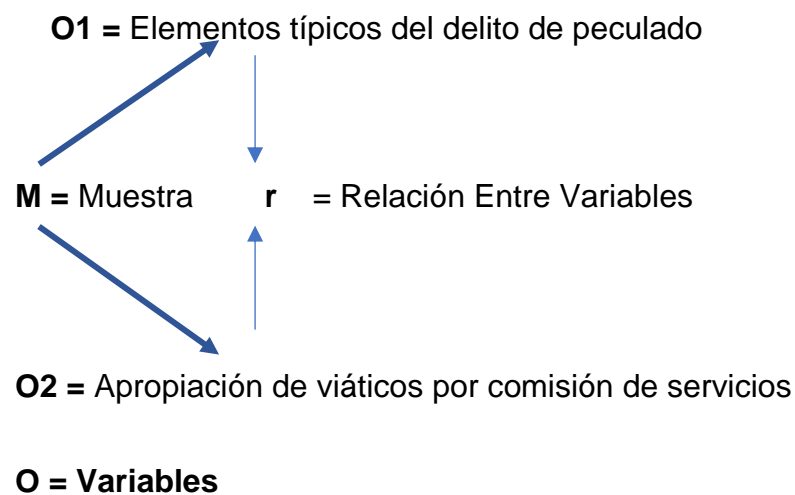 O1 = Elementos típicos del delito de peculado
M = Muestra r = Relación Entre Variables
O2 = Apropiación de viáticos por comisión de servicios
O = Variables